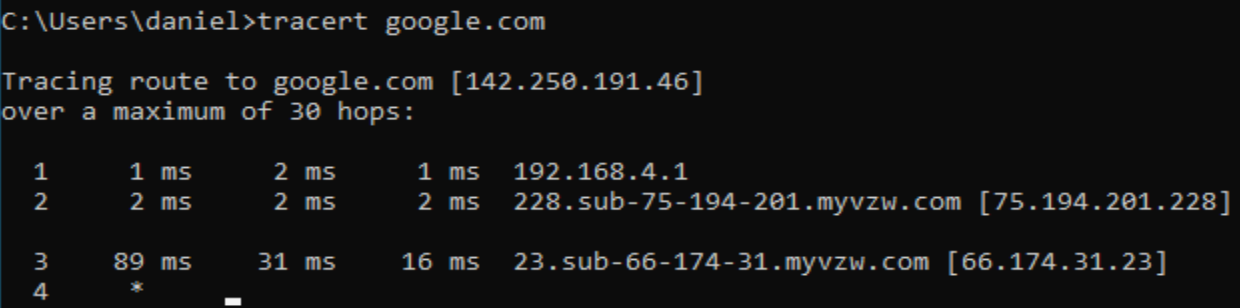 C:\Users\daniel>tracert google.com
Tracing route to google.com [142.250.191.46]
over a maximum of 30 hops:
1 1 ms 2 ms 1 ms 192.168.4.1
2 2 ms 2 ms 2 ms 228.sub-75-194-201.myvzw.com [75.194.201.228]
3 89 ms 31 ms 16 ms 23.sub-66-174-31.myvzw.com [66.174.31.23]
4 *